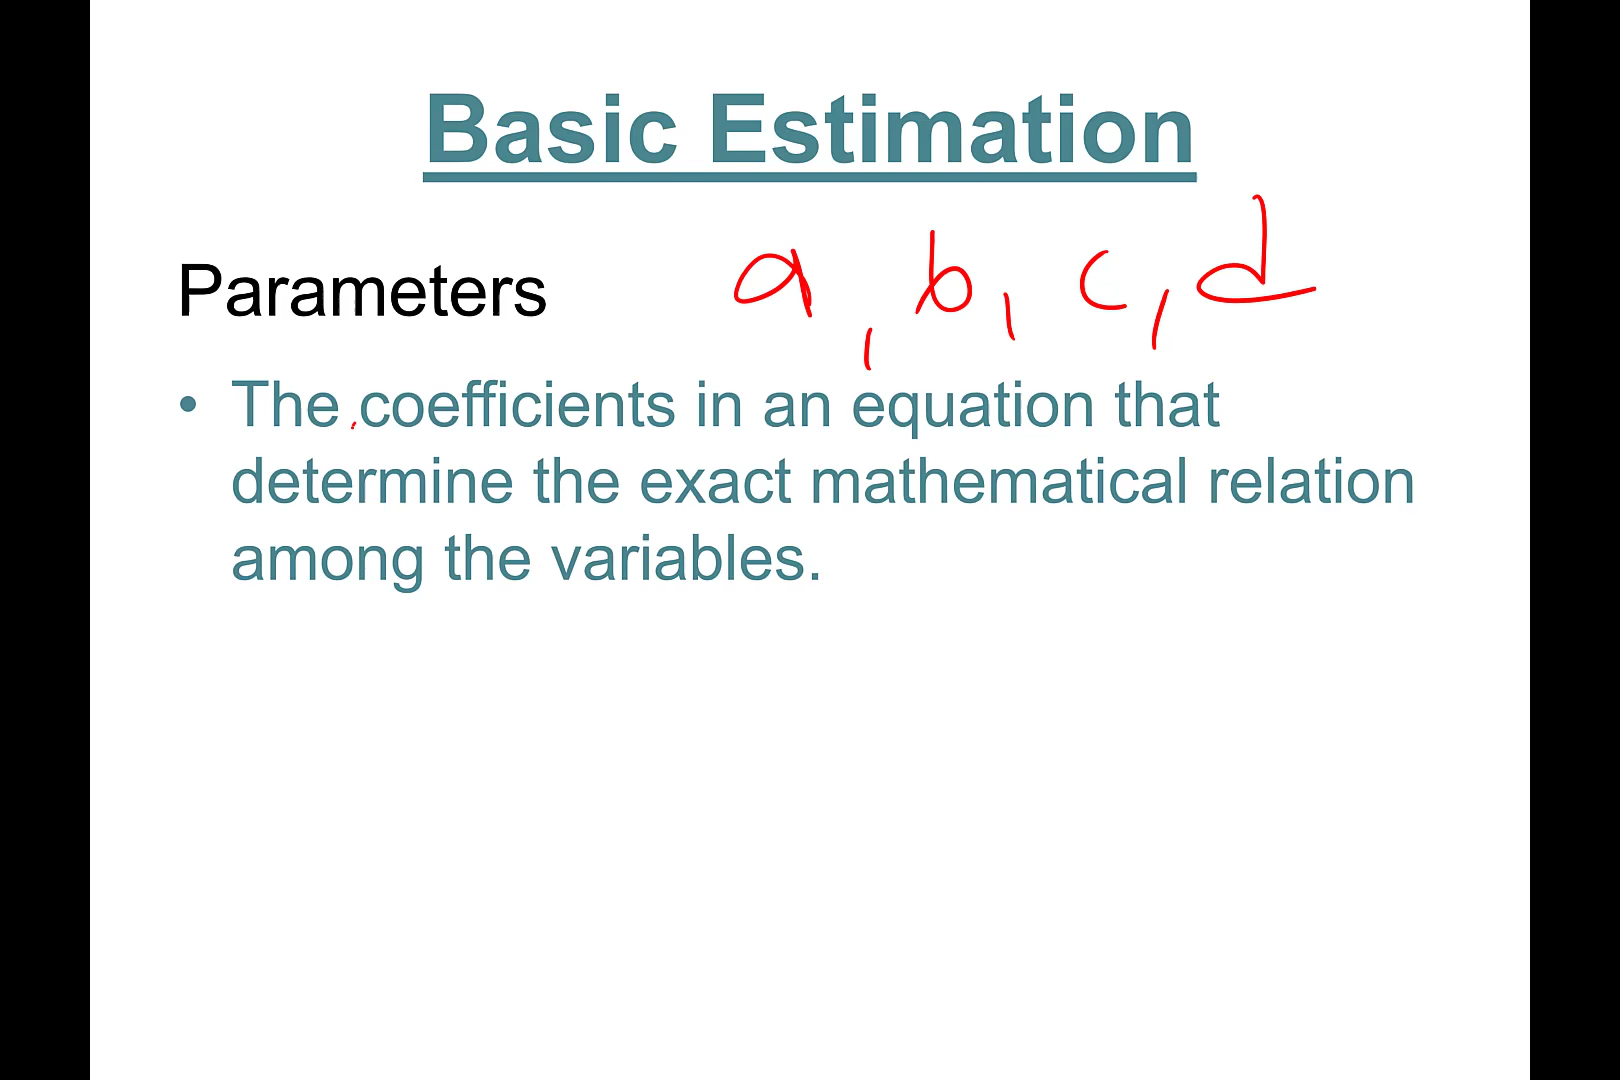 Basic Estimation
Parameters a, b, c, d
• The coefficients in an equation that
determine the exact mathematical relation
among the variables.